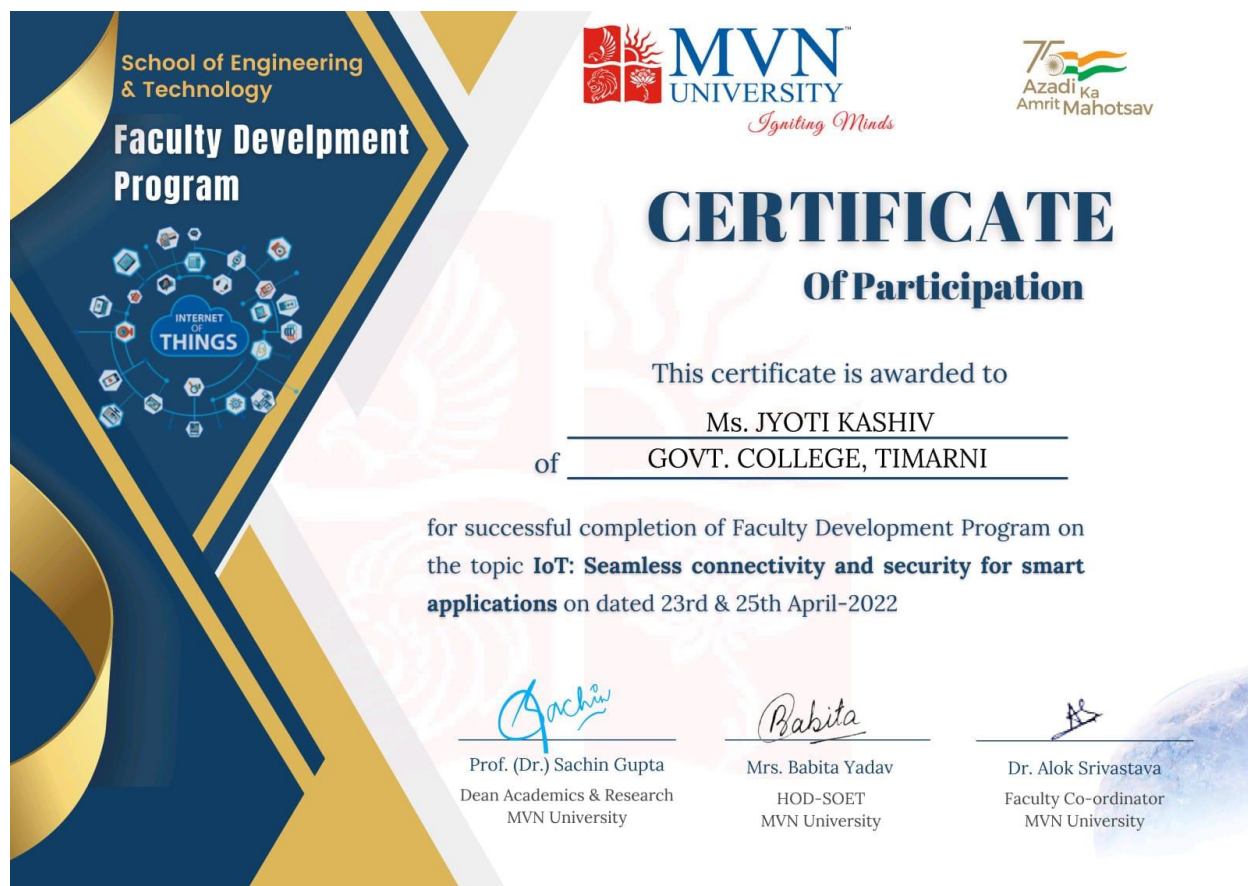 School of Engineering
& Technology
Faculty Develpment
Program
INTERNET
OF
THINGS
MVN™
UNIVERSITY
Igniting Minds
75
Azadi Ka
Amrit Mahotsav
CERTIFICATE
Of Participation
This certificate is awarded to
Ms. JYOTI KASHIV
of GOVT. COLLEGE, TIMARNI
for successful completion of Faculty Development Program on
the topic IoT: Seamless connectivity and security for smart
applications on dated 23rd & 25th April-2022
Sachin
Babita
AS
Prof. (Dr.) Sachin Gupta
Dean Academics & Research
MVN University
Mrs. Babita Yadav
HOD-SOET
MVN University
Dr. Alok Srivastava
Faculty Co-ordinator
MVN University